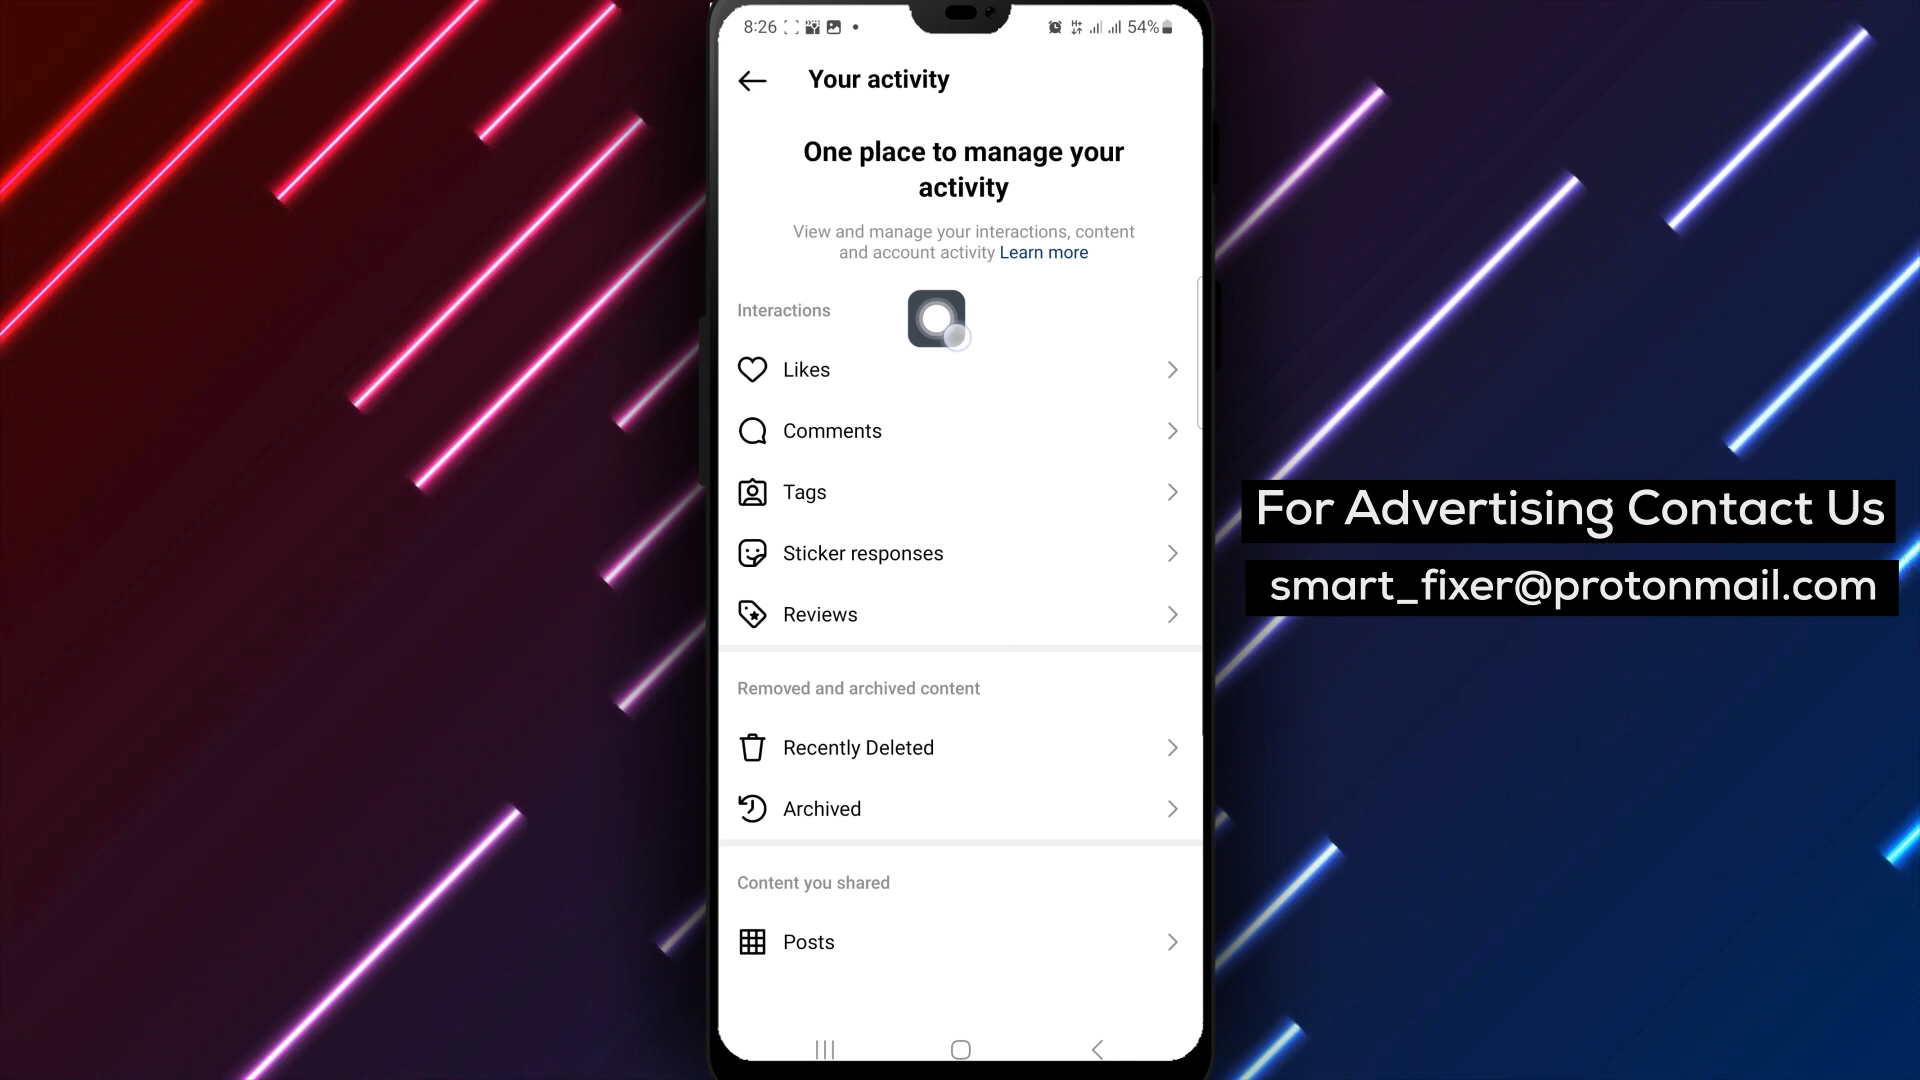 8:26
54%
Your activity
One place to manage your
activity
View and manage your interactions, content
and account activity Learn more
Interactions
Likes
Comments
Tags
Sticker responses
Reviews
Removed and archived content
Recently Deleted
Archived
Content you shared
Posts
For Advertising Contact Us
smart_fixer@protonmail.com